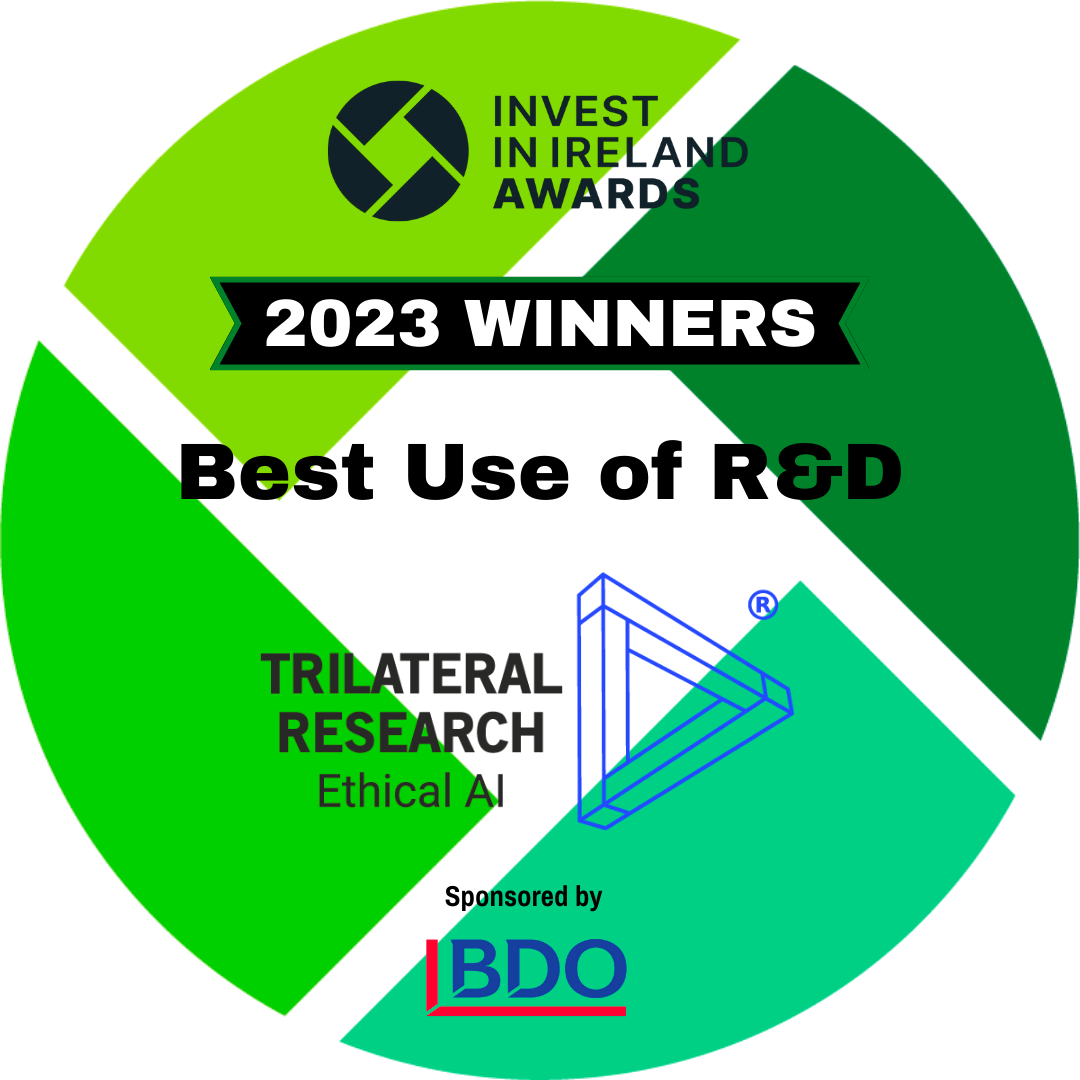 INVEST
IN IRELAND
AWARDS
2023 WINNERS
Best Use of R&D
®
TRILATERAL
RESEARCH
Ethical AI
Sponsored by
BDO